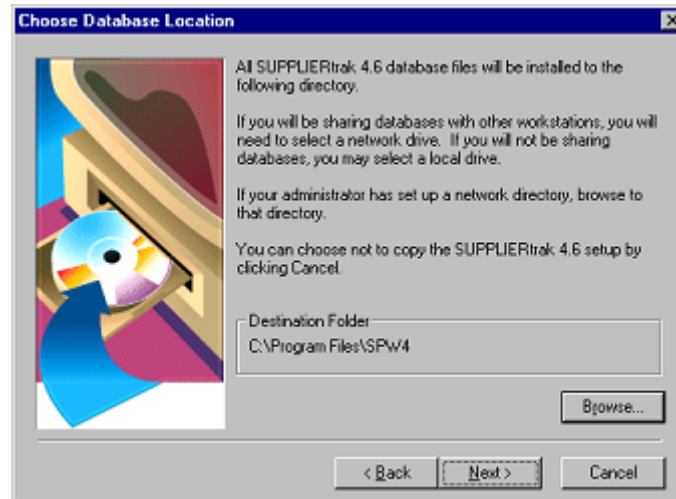 Choose Database Location
All SUPPLIERtrak 4.6 database files will be installed to the
following directory.
If you will be sharing databases with other workstations, you will
need to select a network drive.  If you will not be sharing
databases, you may select a local drive.
If your administrator has set up a network directory, browse to
that directory.
You can choose not to copy the SUPPLIERtrak 4.6 setup by
clicking Cancel.
Destination Folder
C:\Program Files\SPW4
Browse...
< Back
Next >
Cancel